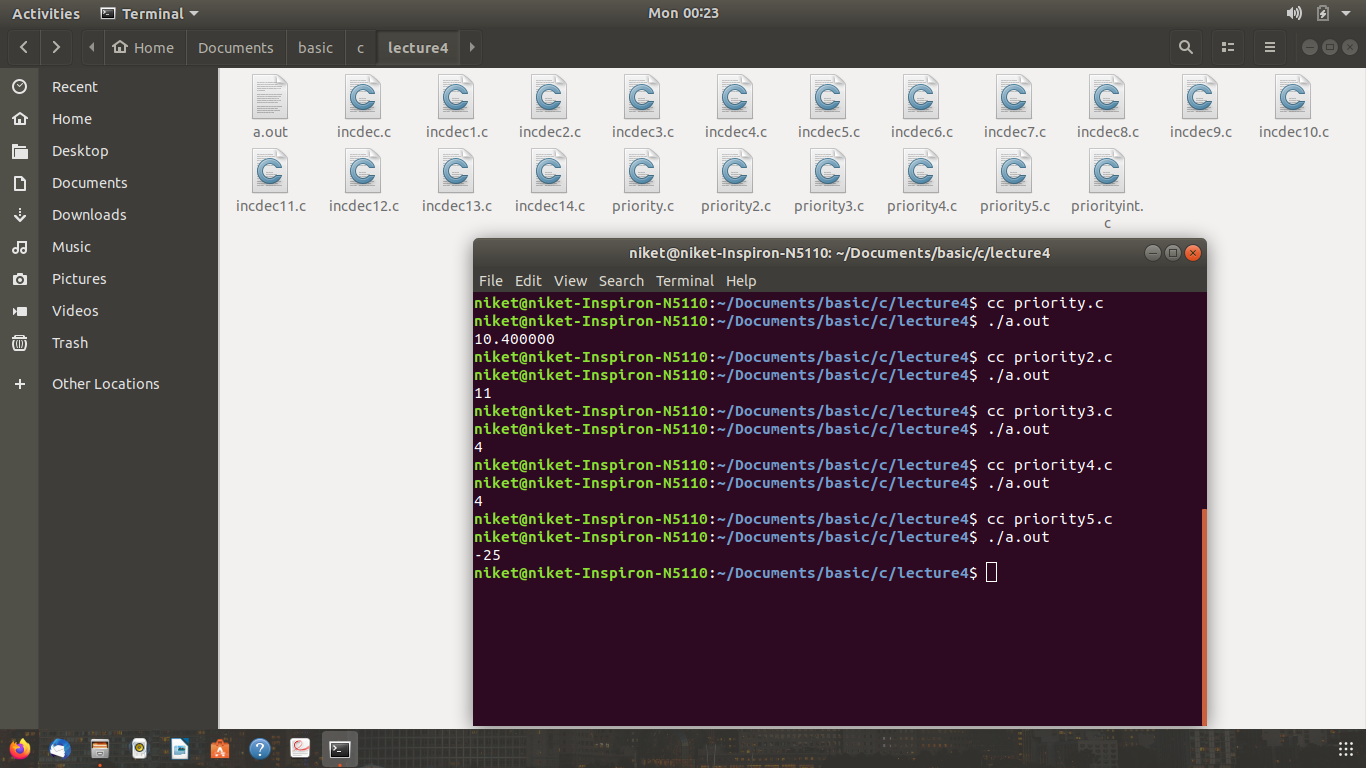 Activities Terminal Mon 00:23
Home Documents basic c lecture4
Recent
Home
Desktop
Documents
Downloads
Music
Pictures
Videos
Trash
Other Locations
a.out incdec.c incdec1.c incdec2.c incdec3.c incdec4.c incdec5.c incdec6.c incdec7.c incdec8.c incdec9.c incdec10.c
incdec11.c incdec12.c incdec13.c incdec14.c priority.c priority2.c priority3.c priority4.c priority5.c priorityint.
c
niket@niket-Inspiron-N5110: ~/Documents/basic/c/lecture4
File Edit View Search Terminal Help
niket@niket-Inspiron-N5110:~/Documents/basic/c/lecture4$ cc priority.c
niket@niket-Inspiron-N5110:~/Documents/basic/c/lecture4$ ./a.out
10.400000
niket@niket-Inspiron-N5110:~/Documents/basic/c/lecture4$ cc priority2.c
niket@niket-Inspiron-N5110:~/Documents/basic/c/lecture4$ ./a.out
11
niket@niket-Inspiron-N5110:~/Documents/basic/c/lecture4$ cc priority3.c
niket@niket-Inspiron-N5110:~/Documents/basic/c/lecture4$ ./a.out
4
niket@niket-Inspiron-N5110:~/Documents/basic/c/lecture4$ cc priority4.c
niket@niket-Inspiron-N5110:~/Documents/basic/c/lecture4$ ./a.out
4
niket@niket-Inspiron-N5110:~/Documents/basic/c/lecture4$ cc priority5.c
niket@niket-Inspiron-N5110:~/Documents/basic/c/lecture4$ ./a.out
-25
niket@niket-Inspiron-N5110:~/Documents/basic/c/lecture4$